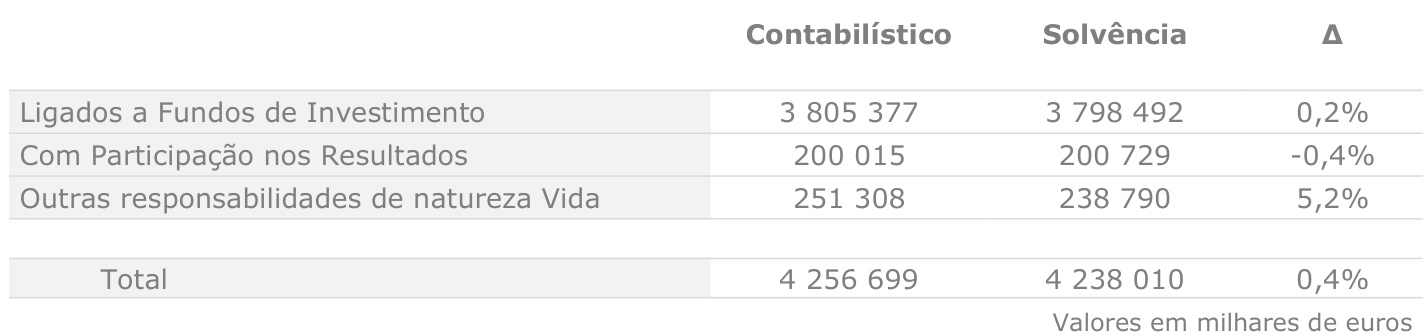 Contabilístico Solvência Δ
Ligados a Fundos de Investimento 3 805 377 3 798 492 0,2%
Com Participação nos Resultados 200 015 200 729 -0,4%
Outras responsabilidades de natureza Vida 251 308 238 790 5,2%
Total 4 256 699 4 238 010 0,4%
Valores em milhares de euros